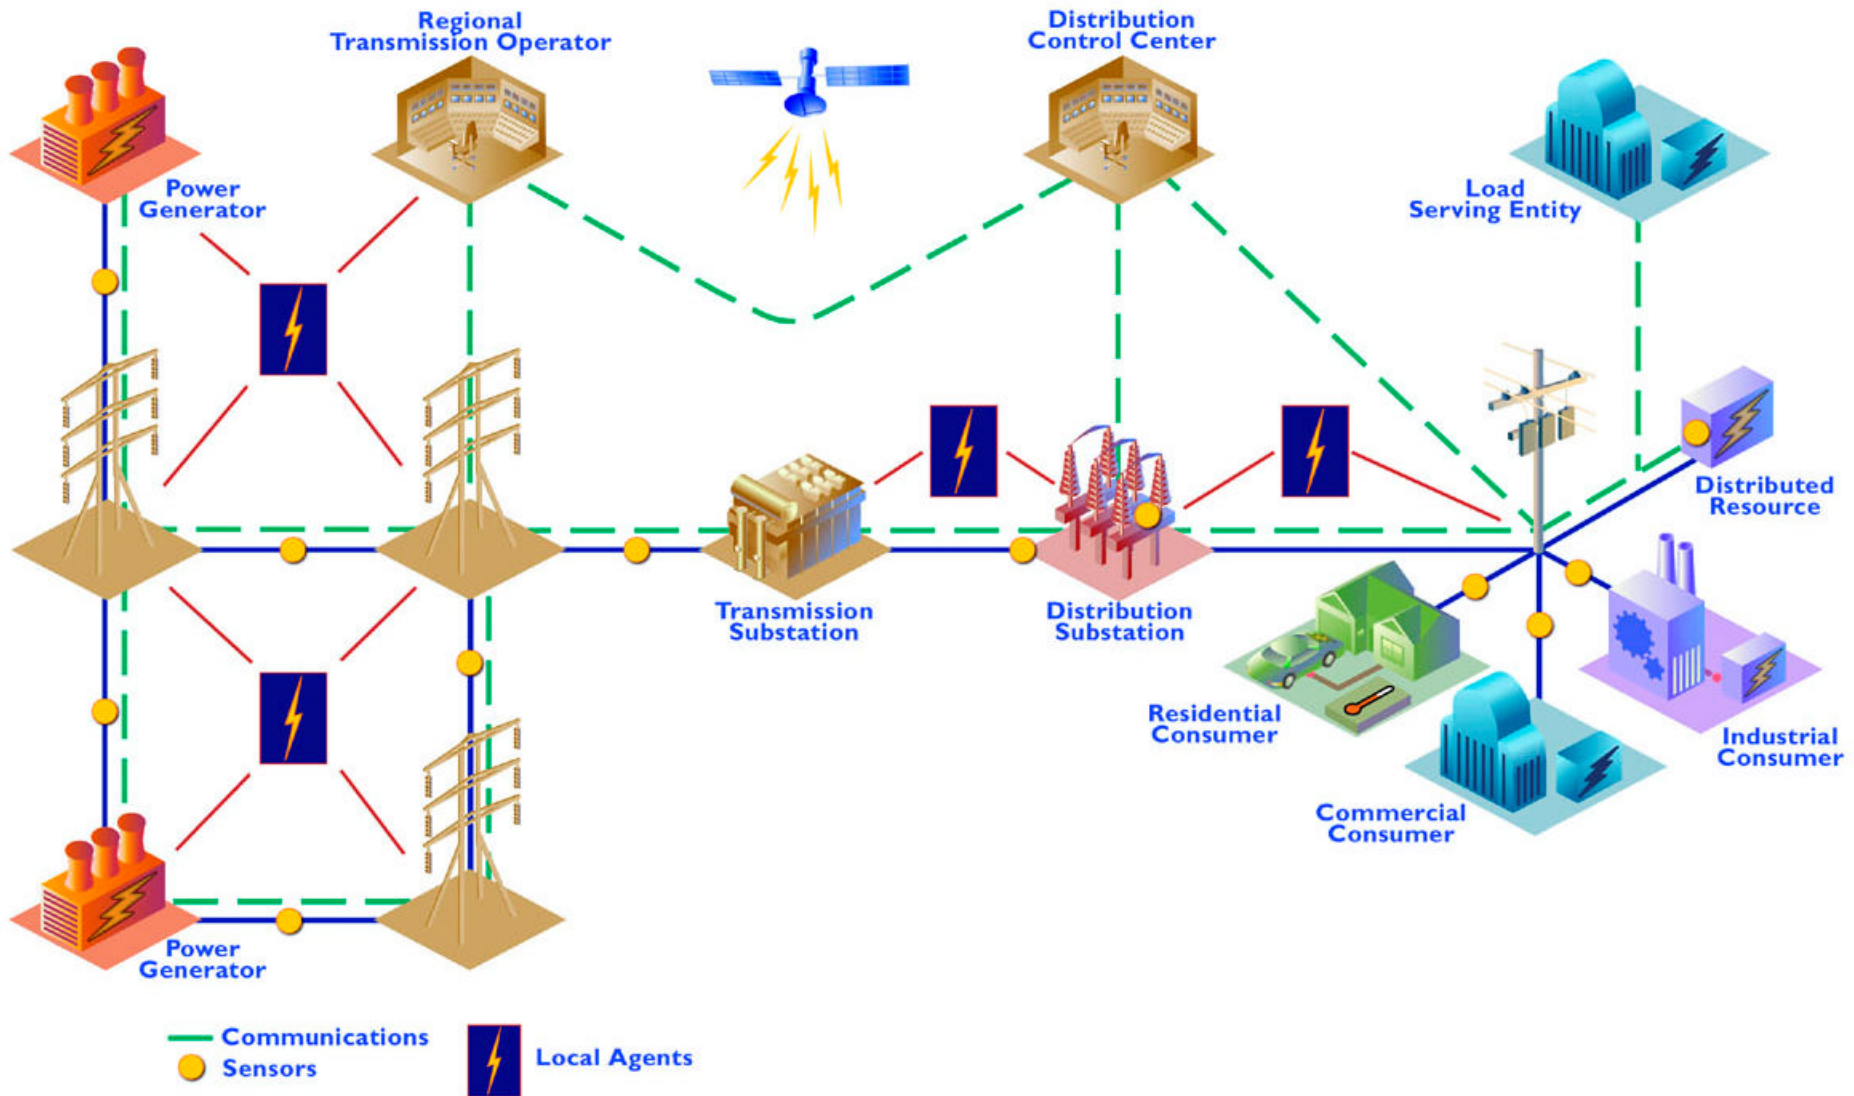 Regional
Transmission Operator
Distribution
Control Center
Power
Generator
Load
Serving Entity
Distributed
Resource
Transmission
Substation
Distribution
Substation
Residential
Consumer
Industrial
Consumer
Commercial
Consumer
Power
Generator
Communications
Sensors
Local Agents